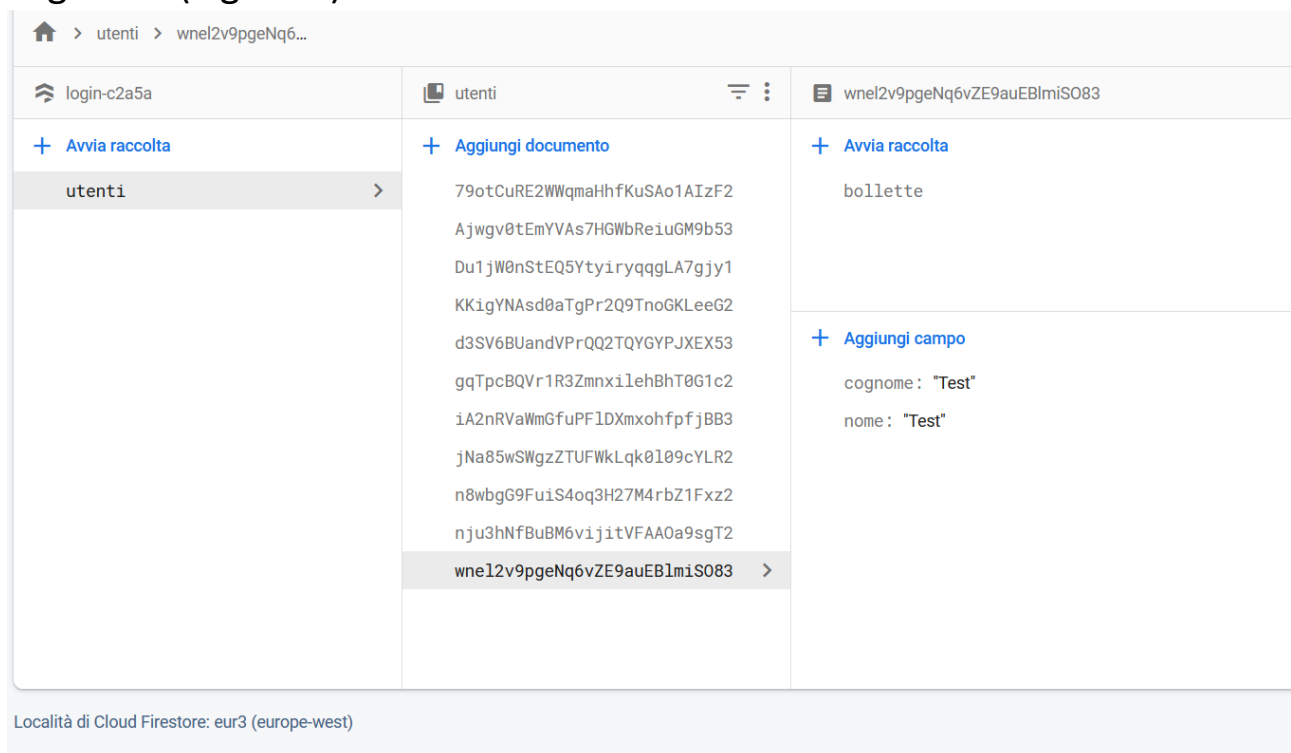 utenti > wnel2v9pgeNq6...
login-c2a5a
utenti
wnel2v9pgeNq6vZE9auEBlmiSO83
+ Avvia raccolta
+ Aggiungi documento
+ Avvia raccolta
utenti
79otCuRE2WWqmaHhfKuSAo1AIzF2
bollette
Ajwgv0tEmYVAs7HGWbReiuGM9b53
Du1jW0nStEQ5YtyiryqqgLA7gjy1
KKigYNAsd0aTgPr2Q9TnoGKLeeG2
d3SV6BUandVPrQQ2TQYGYPJXEX53
+ Aggiungi campo
gqTpcBQVr1R3ZmnxilehBhT0G1c2
cognome: "Test"
iA2nRVaWmGfuPFlDXmxohfpfjBB3
nome: "Test"
jNa85wSWgzZTUFWkLqk0l09cYLR2
n8wbgG9FuiS4oq3H27M4rbZ1Fxz2
nju3hNfBuBM6vijitVFAAOa9sgT2
wnel2v9pgeNq6vZE9auEBlmiSO83
Località di Cloud Firestore: eur3 (europe-west)